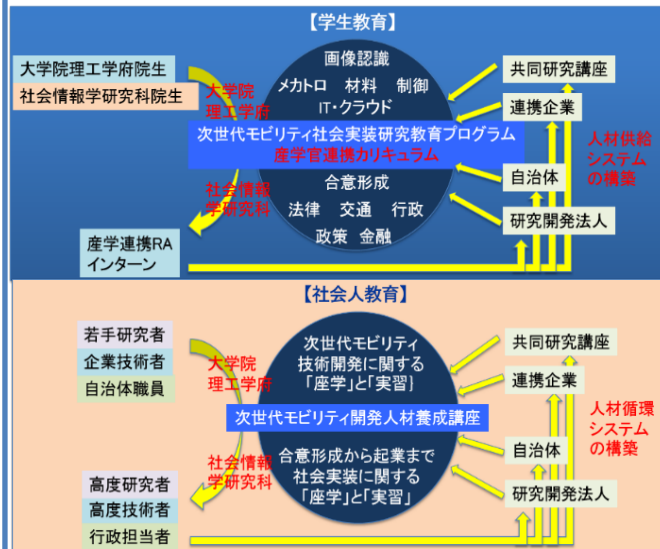 【学生教育】
大学院理工学府院生
社会情報学研究科院生
大学院
理工学府
画像認識
メカトロ 材料 制御
IT・クラウド
次世代モビリティ社会実装研究教育プログラム
産学官連携カリキュラム
合意形成
法律 交通 行政
政策 金融
社会情報
学研究科
産学連携RA
インターン
共同研究講座
連携企業
自治体
研究開発法人
人材供給
システム
の構築
【社会人教育】
若手研究者
企業技術者
自治体職員
大学院
理工学府
次世代モビリティ
技術開発に関する
「座学」と「実習}
次世代モビリティ開発人材養成講座
合意形成から起業まで
社会実装に関する
「座学」と「実習」
社会情報
学研究科
高度研究者
高度技術者
行政担当者
共同研究講座
連携企業
自治体
研究開発法人
人材循環
システム
の構築